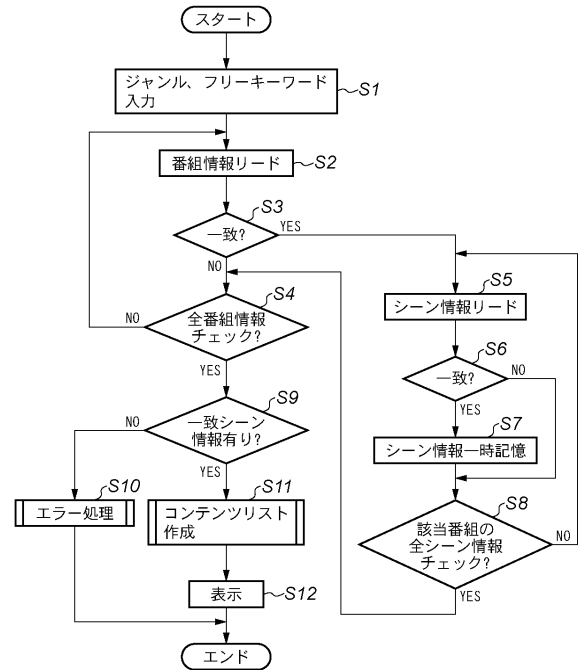 スタート
ジャンル、フリーキーワード
入力
S1
番組情報リード
S2
一致?
S3
YES
NO
全番組情報
チェック?
S4
NO
YES
シーン情報リード
S5
一致?
S6
NO
YES
シーン情報一時記憶
S7
該当番組の
全シーン情報
チェック?
S8
NO
YES
一致シーン
情報有り?
S9
NO
YES
エラー処理
S10
コンテンツリスト
作成
S11
表示
S12
エンド